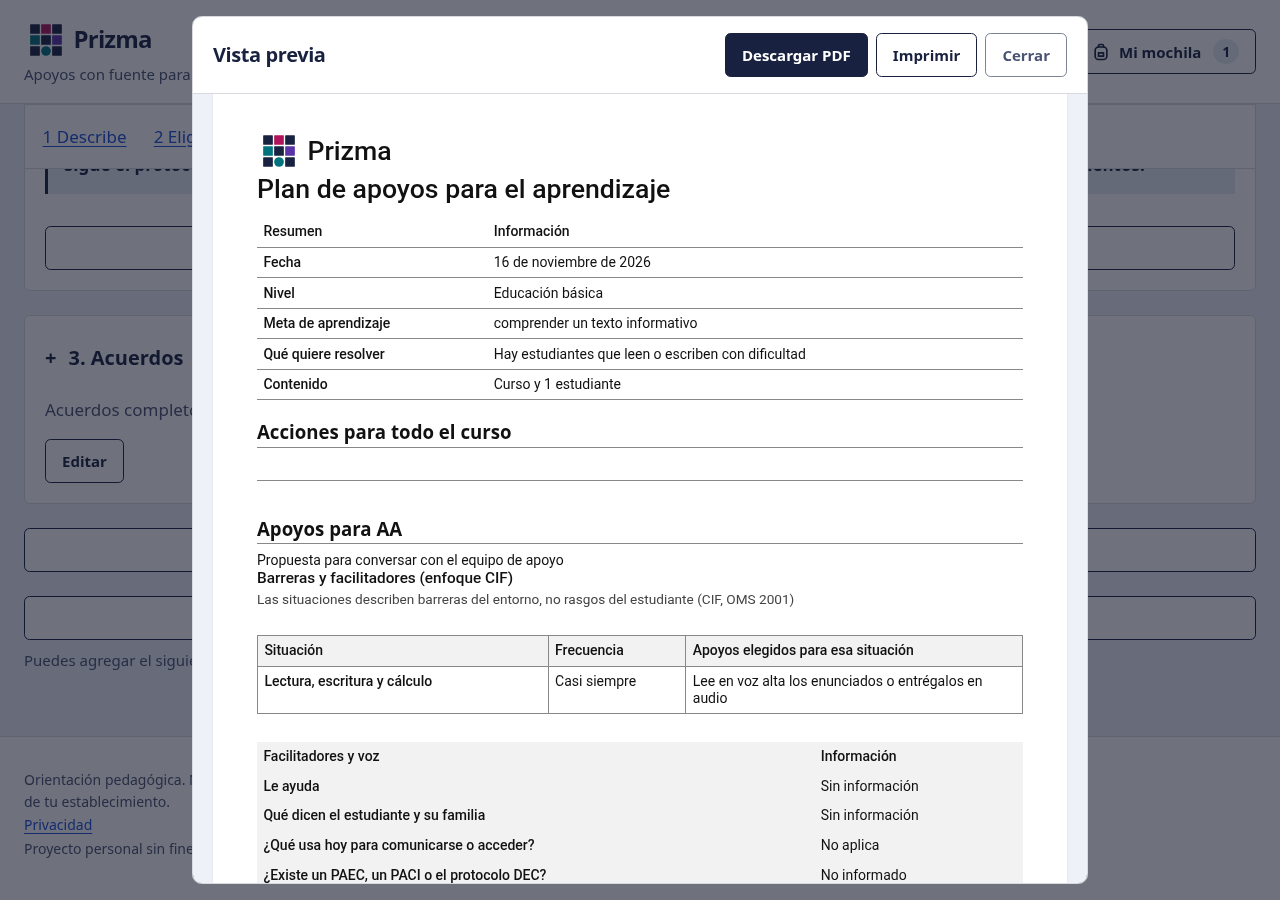 Prizma
Apoyos con fuente para
Mi mochila 1
1 Describe
Acuerdos
+ 3. Acuerdos
Editar
Puedes agregar el
Orientación pedagógica.
de tu establecimiento.
Privacidad
Proyecto personal sin
Vista previa
Descargar PDF
Imprimir
Cerrar
Prizma
Plan de apoyos para el aprendizaje
Resumen Información
Fecha 16 de noviembre de 2026
Nivel Educación básica
Meta de aprendizaje comprender un texto informativo
Qué quiere resolver Hay estudiantes que leen o escriben con dificultad
Contenido Curso y 1 estudiante
Acciones para todo el curso
Apoyos para AA
Propuesta para conversar con el equipo de apoyo
Barreras y facilitadores (enfoque CIF)
Las situaciones describen barreras del entorno, no rasgos del estudiante (CIF, OMS 2001)
Situación Frecuencia Apoyos elegidos para esa situación
Lectura, escritura y cálculo Casi siempre Lee en voz alta los enunciados o entrégalos en
audio
Facilitadores y voz Información
Le ayuda Sin información
Qué dicen el estudiante y su familia Sin información
¿Qué usa hoy para comunicarse o acceder? No aplica
¿Existe un PAEC, un PACI o el protocolo DEC? No informado